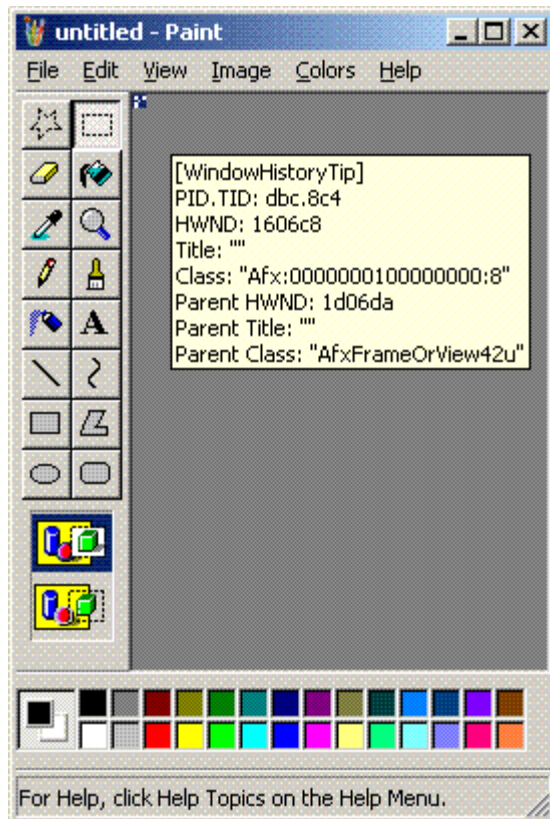 untitled - Paint
File Edit View Image Colors Help
[WindowHistoryTip]
PID.TID: dbc.8c4
HWND: 1606c8
Title: ""
Class: "Afx:0000000100000000:8"
Parent HWND: 1d06da
Parent Title: ""
Parent Class: "AfxFrameOrView42u"
A
For Help, click Help Topics on the Help Menu.